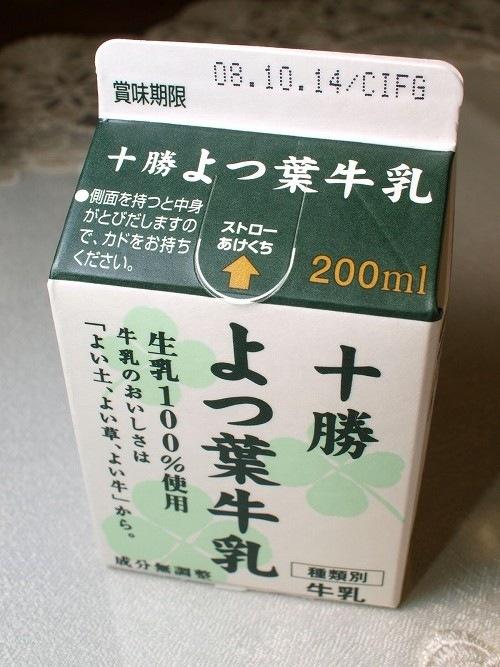 賞味期限 08.10.14/CIFG
十勝よつ葉牛乳
●側面を持つと中身
がとびだしますの
で、カドをお持ち
ください。
ストロー
あけくち
200ml
十勝
よつ葉牛乳
生乳100%使用
牛乳のおいしさは
「よい土、よい草、よい牛」から。
成分無調整
種類別
牛乳